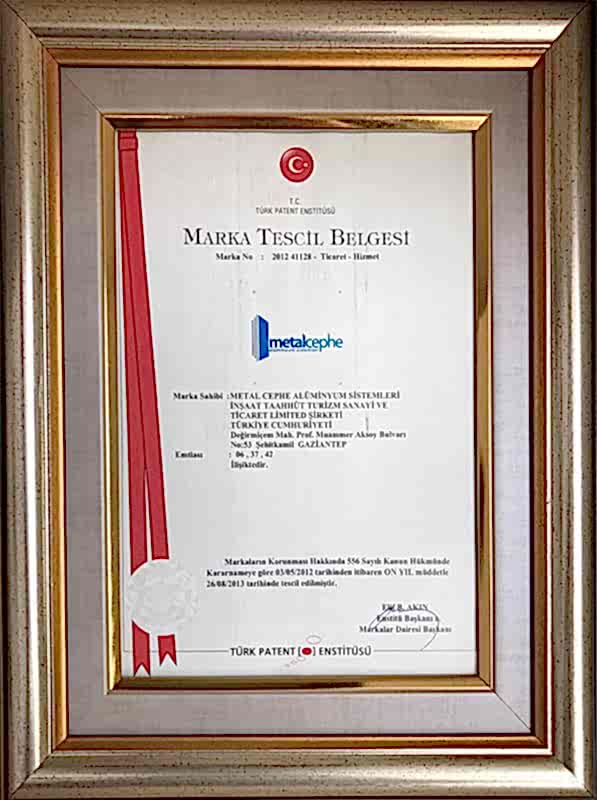 T.C.
TÜRK PATENT ENSTİTÜSÜ
MARKA TESCİL BELGESİ
Marka No : 2012 41128 - Ticaret - Hizmet
metalcephe
Marka Sahibi : METAL CEPHE ALÜMİNYUM SİSTEMLERİ
İNŞAAT TAAHHÜT TURİZM SANAYİ VE
TİCARET LİMİTED ŞİRKETİ
TÜRKİYE CUMHURİYETİ
Değirmiçem Mah. Prof. Muammer Aksoy Bulvarı
No:53 Şehitkamil GAZİANTEP
Emtiası : 06 , 37 , 42
İlişiktedir.
Markaların Korunması Hakkında 556 Sayılı Kanun Hükmünde
Kararnameye göre 03/05/2012 tarihinden itibaren ON YIL müddetle
26/08/2013 tarihinde tescil edilmiştir.
B. AKIN
Enstitü Başkanı a.
Markalar Dairesi Başkanı
TÜRK PATENT ENSTİTÜSÜ